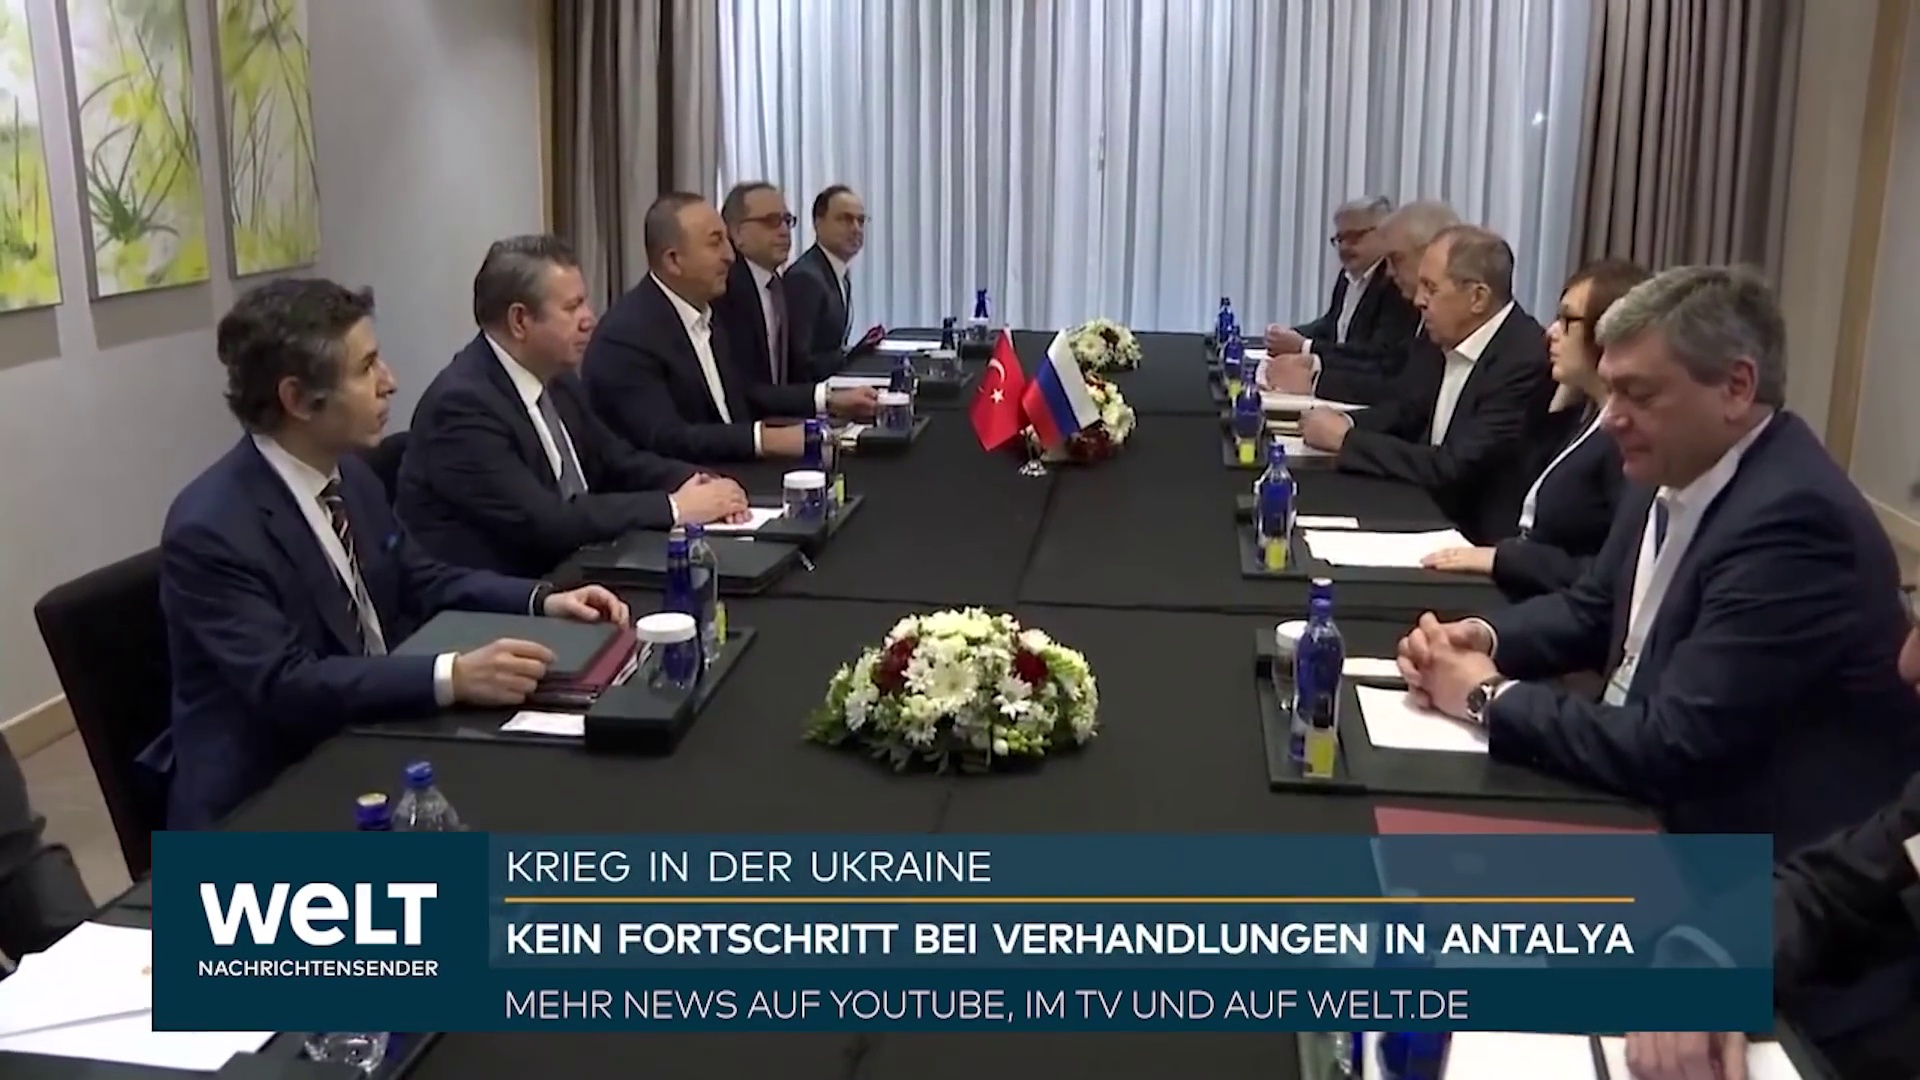 KRIEG IN DER UKRAINE
WELT
KEIN FORTSCHRITT BEI VERHANDLUNGEN IN ANTALYA
NACHRICHTENSENDER
MEHR NEWS AUF YOUTUBE, IM TV UND AUF WELT.DE